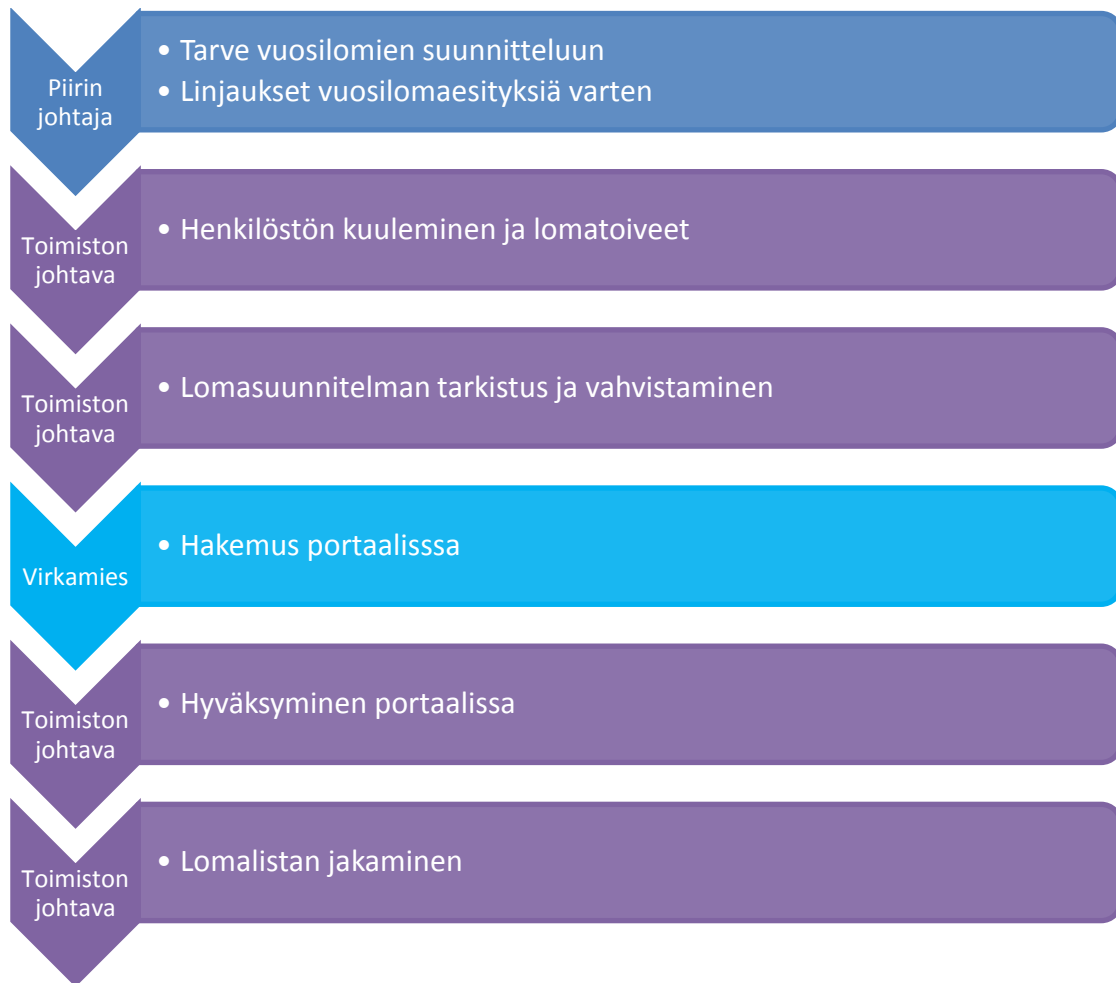 Piirin
johtaja
• Tarve vuosilomien suunnitteluun
• Linjaukset vuosilomaesityksiä varten
Toimiston
johtava
• Henkilöstön kuuleminen ja lomatoiveet
Toimiston
johtava
• Lomasuunnitelman tarkistus ja vahvistaminen
Virkamies
• Hakemus portaalisssa
Toimiston
johtava
• Hyväksyminen portaalissa
Toimiston
johtava
• Lomalistan jakaminen